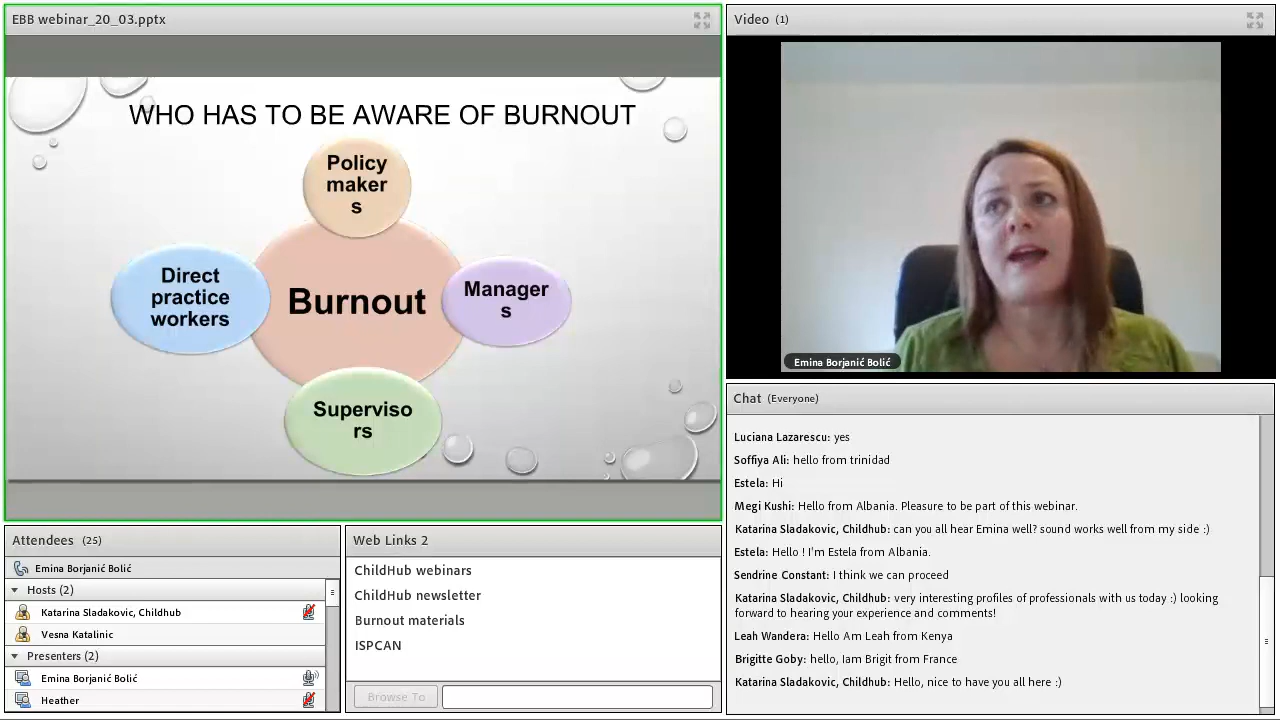 EBB webinar_20_03.pptx
WHO HAS TO BE AWARE OF BURNOUT
Policy
maker
s
Direct
practice
workers
Burnout
Manager
s
Superviso
rs
Video (1)
Emina Borjanić Bolić
Attendees (25)
Emina Borjanić Bolić
Hosts (2)
Katarina Sladakovic, Childhub
Vesna Katalinic
Presenters (2)
Emina Borjanić Bolić
Heather
Web Links 2
ChildHub webinars
ChildHub newsletter
Burnout materials
ISPCAN
Browse To
Chat (Everyone)
Luciana Lazarescu: yes
Soffiya Ali: hello from trinidad
Estela: Hi
Megi Kushi: Hello from Albania. Pleasure to be part of this webinar.
Katarina Sladakovic, Childhub: can you all hear Emina well? sound works well from my side :)
Estela: Hello ! I'm Estela from Albania.
Sendrine Constant: I think we can proceed
Katarina Sladakovic, Childhub: very interesting profiles of professionals with us today :) looking
forward to hearing your experience and comments!
Leah Wandera: Hello Am Leah from Kenya
Brigitte Goby: hello, Iam Brigit from France
Katarina Sladakovic, Childhub: Hello, nice to have you all here :)